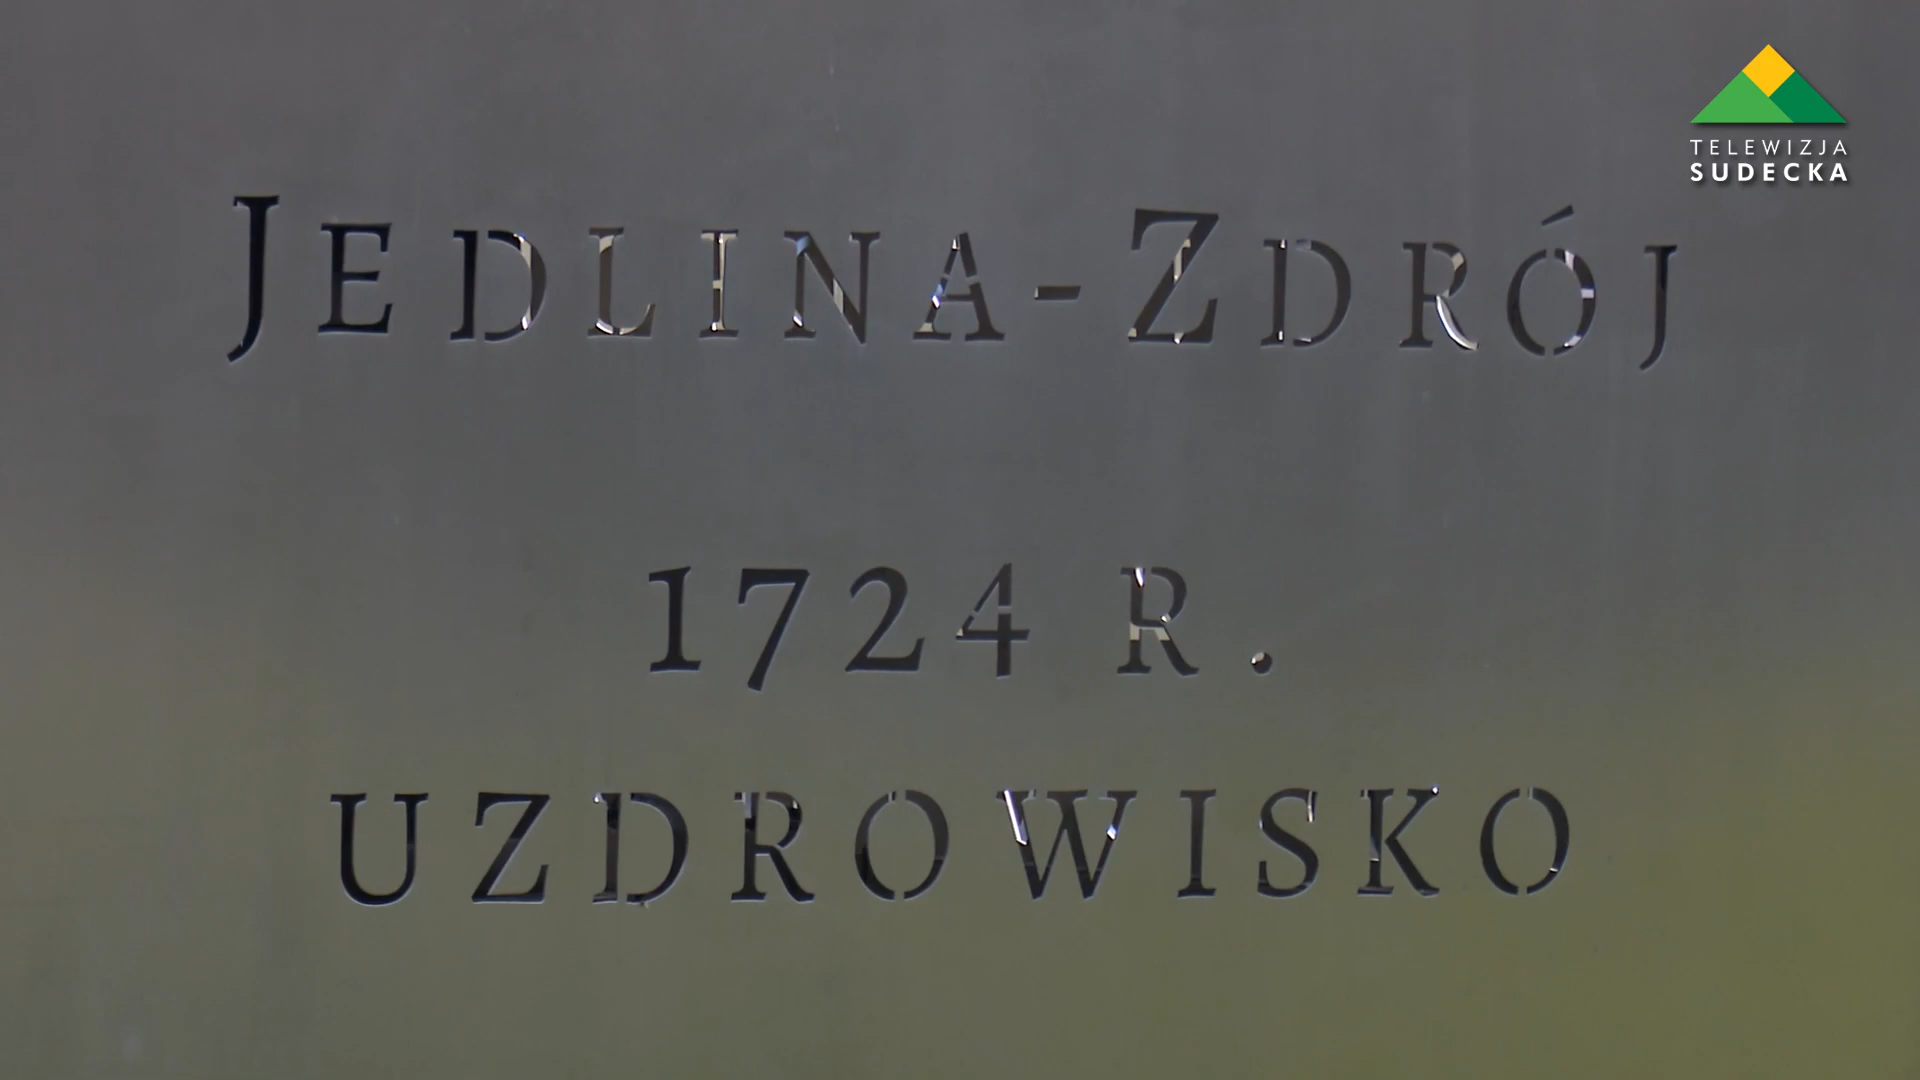 TELEWIZJA
SUDECKA
JEDLINA-ZDRÓJ
1724 R.
UZDROWISKO